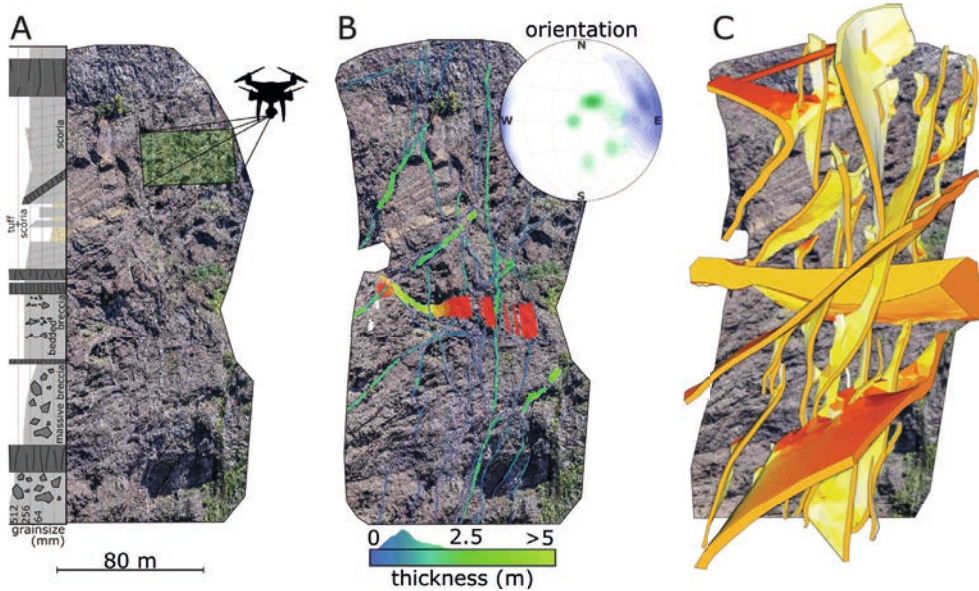 A
scoria
tuff
scoria
bedded
breccia
massive breccia
512
256
64
grainsize
(mm)
80 m
B
orientation
N
W
E
S
0
2.5
>5
thickness (m)
C